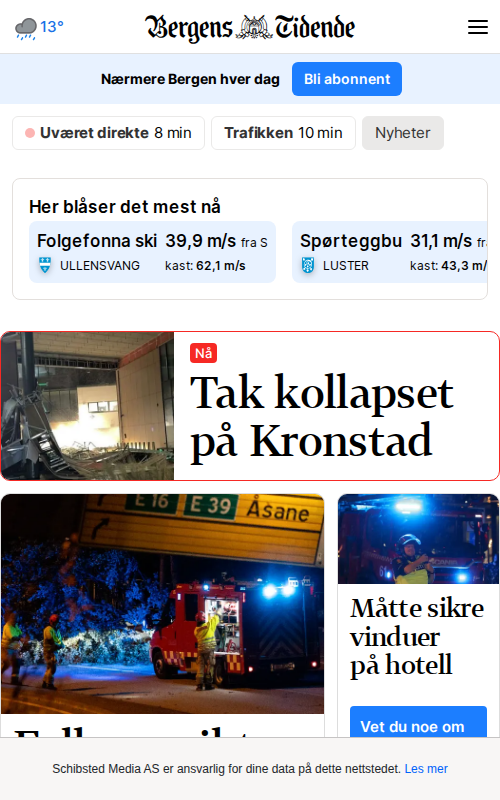 13°
Bergens Tidende
Nærmere Bergen hver dag
Bli abonnent
Uværet direkte 8 min
Trafikken 10 min
Nyheter
Her blåser det mest nå
Folgefonna ski 39,9 m/s fra S
ULLENSVANG kast: 62,1 m/s
Spørteggbu 31,1 m/s
LUSTER kast: 43,3
Nå
Tak kollapset
på Kronstad
E 16 E 39 Åsane
Måtte sikre
vinduer
på hotell
Vet du noe om
Schibsted Media AS er ansvarlig for dine data på dette nettstedet. Les mer